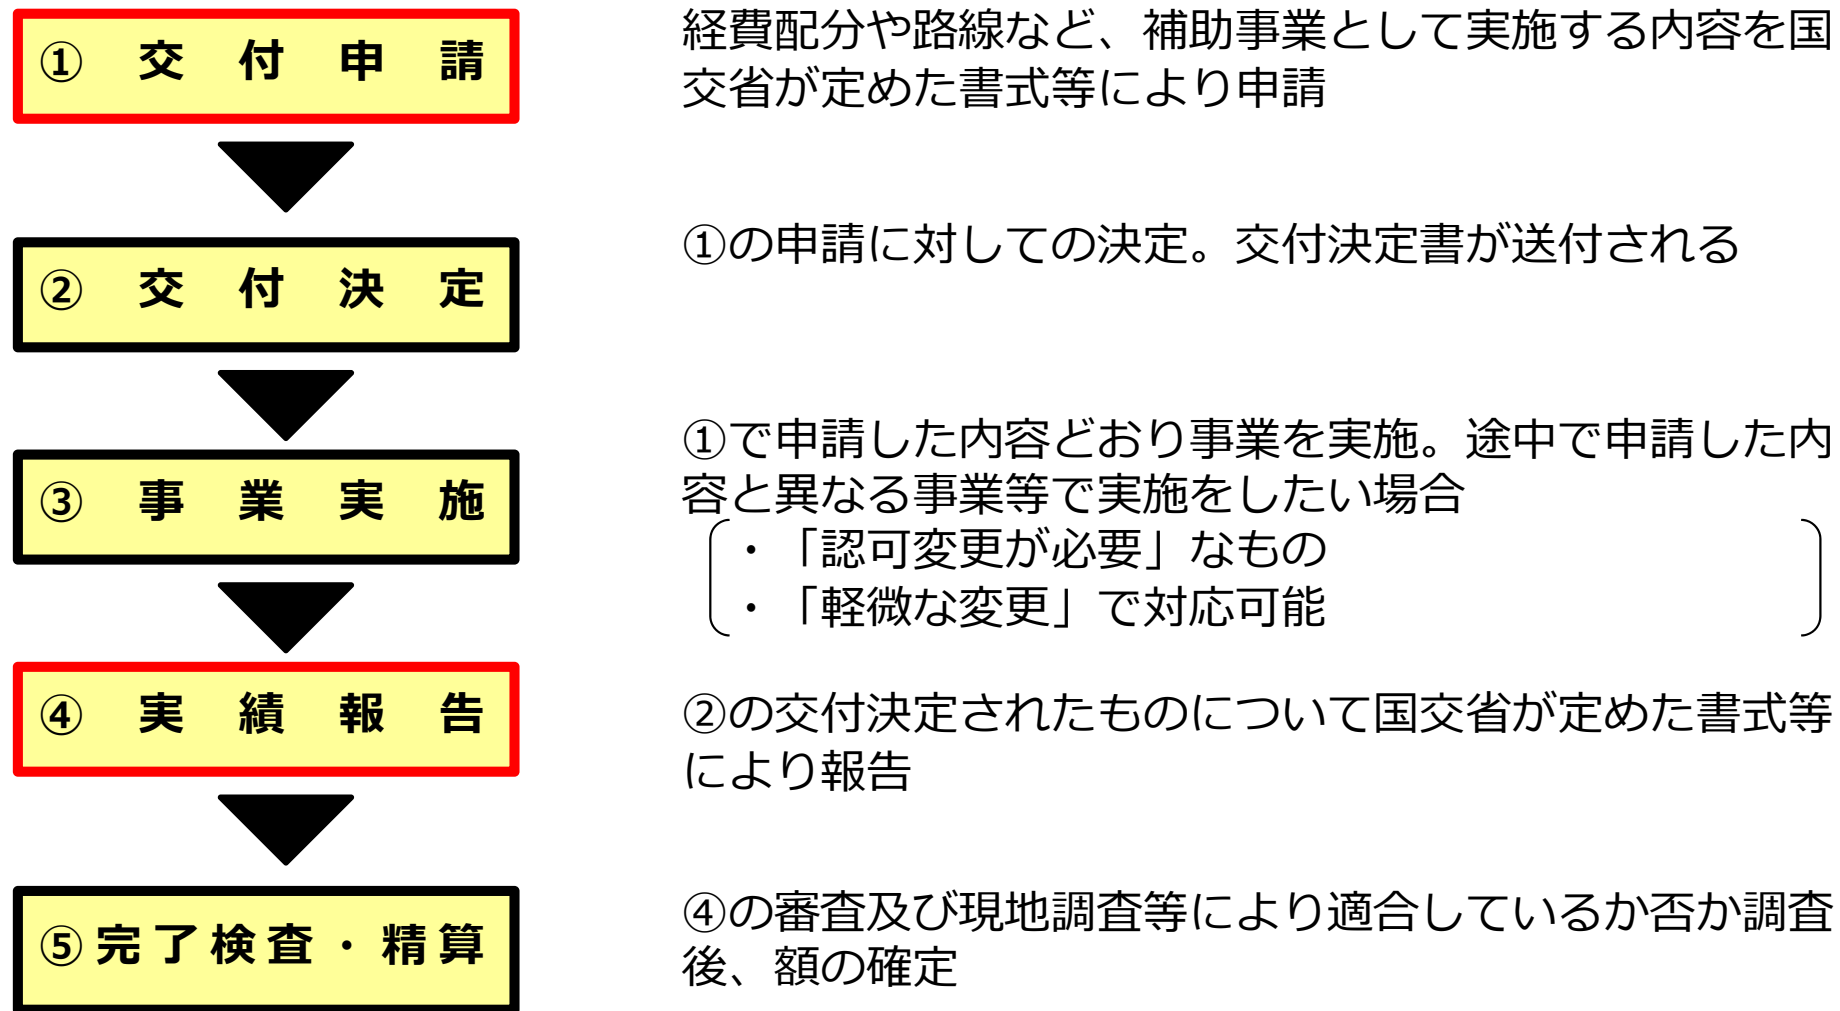 ① 交付申請
経費配分や路線など、補助事業として実施する内容を国
交省が定めた書式等により申請
② 交付決定
①の申請に対しての決定。交付決定書が送付される
③ 事業実施
①で申請した内容どおり事業を実施。途中で申請した内
容と異なる事業等で実施をしたい場合
・「認可変更が必要」なもの
・「軽微な変更」で対応可能
④ 実績報告
②の交付決定されたものについて国交省が定めた書式等
により報告
⑤完了検査・精算
④の審査及び現地調査等により適合しているか否か調査
後、額の確定